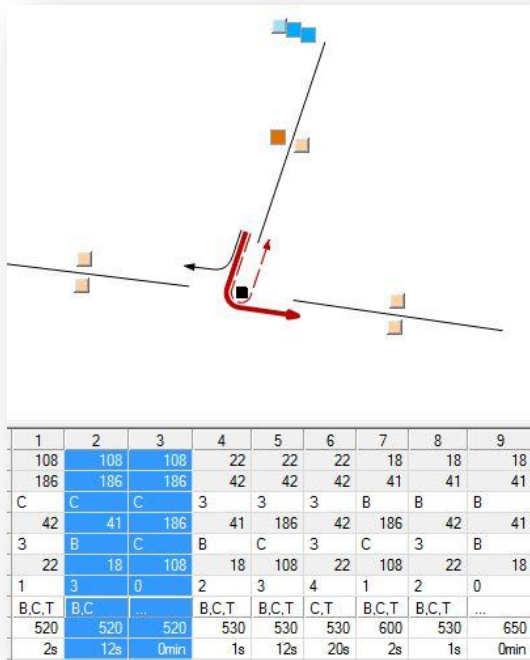 1 2 3 4 5 6 7 8 9
108 108 108 22 22 22 18 18 18
186 186 186 42 42 42 41 41 41
C C C 3 3 3 B B B
42 41 186 41 186 42 186 42 41
3 B C B C 3 C 3 B
22 18 108 18 108 22 108 22 18
1 3 0 2 3 4 1 2 0
B,C,T B,C ... B,C,T B,C,T C,T B,C,T B,C,T ...
520 520 520 530 530 530 600 530 650
2s 12s 0min 1s 12s 20s 2s 1s 0min